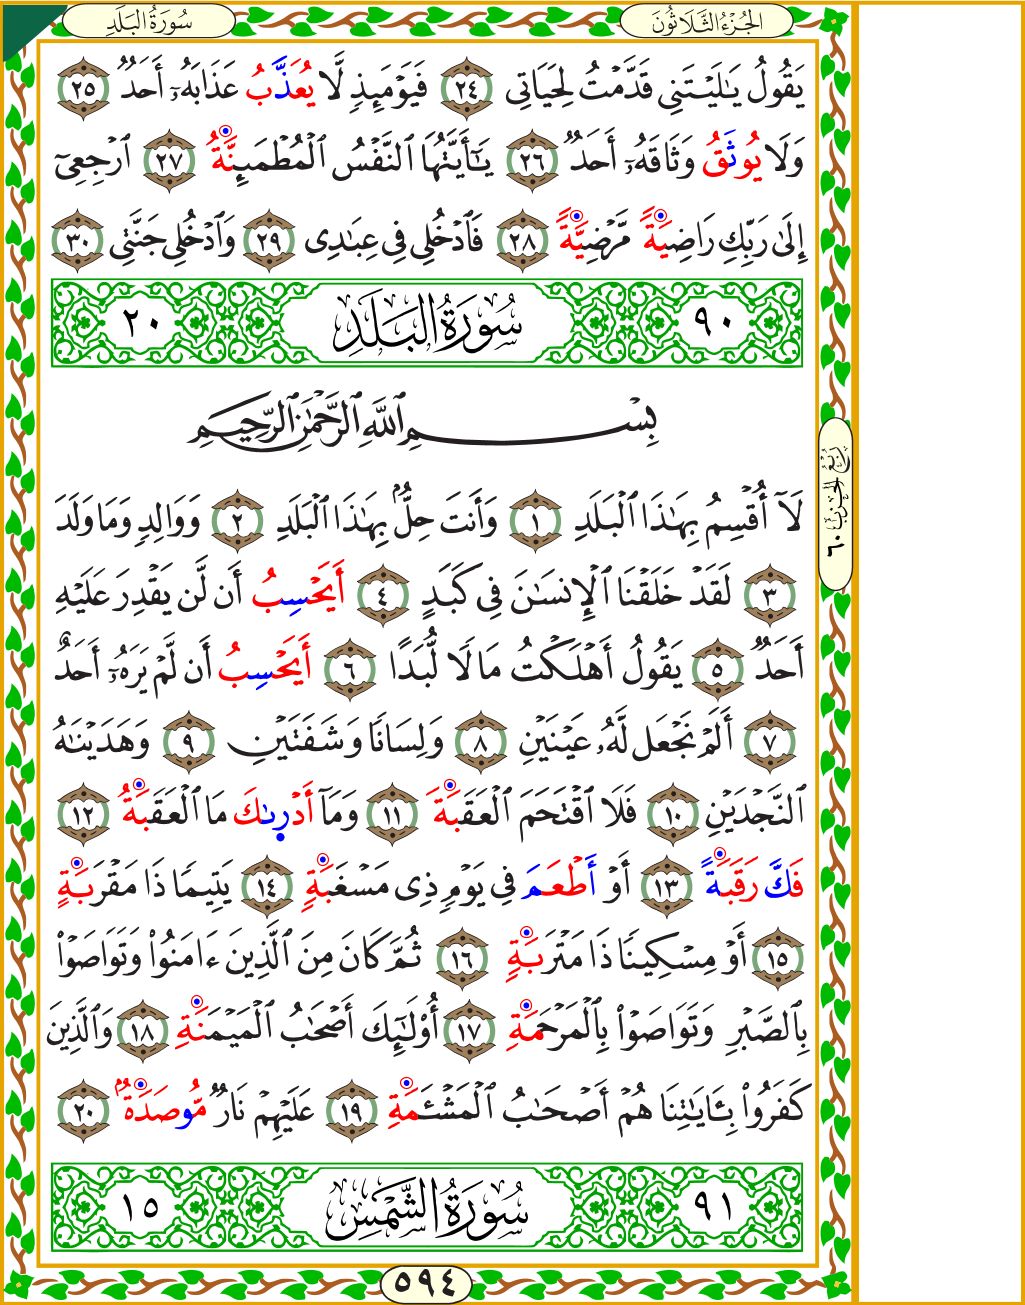 سُورَةُ البَلَدِ
الجُزْءُ الثَّلَاثُونَ
يَقُولُ يَٰلَيۡتَنِي قَدَّمۡتُ لِحَيَاتِي ٢٤ فَيَوۡمَئِذٖ لَّا يُعَذَّبُ عَذَابَهُۥٓ أَحَدٞ ٢٥
وَلَا يُوثَقُ وَثَاقَهُۥٓ أَحَدٞ ٢٦ يَٰٓأَيَّتُهَا ٱلنَّفۡسُ ٱلۡمُطۡمَئِنَّةُ ٢٧ ٱرۡجِعِيٓ
إِلَىٰ رَبِّكِ رَاضِيَةٗ مَّرۡضِيَّةٗ ٢٨ فَٱدۡخُلِي فِي عِبَٰدِي ٢٩ وَٱدۡخُلِي جَنَّتِي ٣٠
٩٠ سُورَةُ البَلَدِ ٢٠
بِسۡمِ ٱللَّهِ ٱلرَّحۡمَٰنِ ٱلرَّحِيمِ
لَآ أُقۡسِمُ بِهَٰذَا ٱلۡبَلَدِ ١ وَأَنتَ حِلُّۢ بِهَٰذَا ٱلۡبَلَدِ ٢ وَوَالِدٖ وَمَا وَلَدَ
٣ لَقَدۡ خَلَقۡنَا ٱلۡإِنسَٰنَ فِي كَبَدٍ ٤ أَيَحۡسِبُ أَن لَّن يَقۡدِرَ عَلَيۡهِ
أَحَدٞ ٥ يَقُولُ أَهۡلَكۡتُ مَالٗا لُّبَدًا ٦ أَيَحۡسِبُ أَن لَّمۡ يَرَهُۥٓ أَحَدٌ
٧ أَلَمۡ نَجۡعَل لَّهُۥ عَيۡنَيۡنِ ٨ وَلِسَانٗا وَشَفَتَيۡنِ ٩ وَهَدَيۡنَٰهُ
ٱلنَّجۡدَيۡنِ ١٠ فَلَا ٱقۡتَحَمَ ٱلۡعَقَبَةَ ١١ وَمَآ أَدۡرِىٰكَ مَا ٱلۡعَقَبَةُ ١٢
فَكَّ رَقَبَةً ١٣ أَوۡ أَطۡعَمَ فِي يَوۡمٖ ذِي مَسۡغَبَةٖ ١٤ يَتِيمٗا ذَا مَقۡرَبَةٍ
١٥ أَوۡ مِسۡكِينٗا ذَا مَتۡرَبَةٖ ١٦ ثُمَّ كَانَ مِنَ ٱلَّذِينَ ءَامَنُواْ وَتَوَاصَوۡاْ
بِٱلصَّبۡرِ وَتَوَاصَوۡاْ بِٱلۡمَرۡحَمَةِ ١٧ أُوْلَٰٓئِكَ أَصۡحَٰبُ ٱلۡمَيۡمَنَةِ ١٨ وَٱلَّذِينَ
كَفَرُواْ بِـَٔايَٰتِنَا هُمۡ أَصۡحَٰبُ ٱلۡمَشۡـَٔمَةِ ١٩ عَلَيۡهِمۡ نَارٞ مُّوصَدَةُۢ ٢٠
٩١ سُورَةُ الشَّمْسِ ١٥
رُبْعُ الحِزْبِ ٦٠
٥٩٤